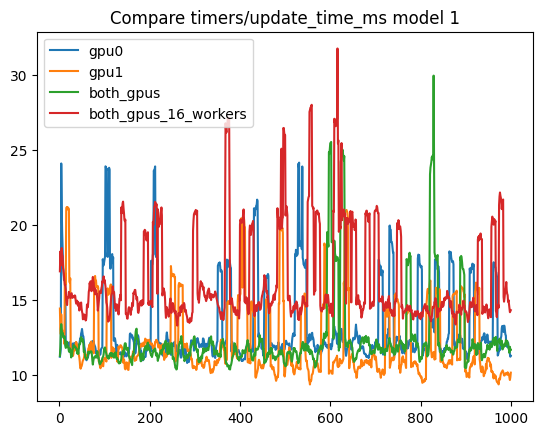 Compare timers/update_time_ms model 1
gpu0
gpu1
both_gpus
both_gpus_16_workers
30
25
20
15
10
0
200
400
600
800
1000